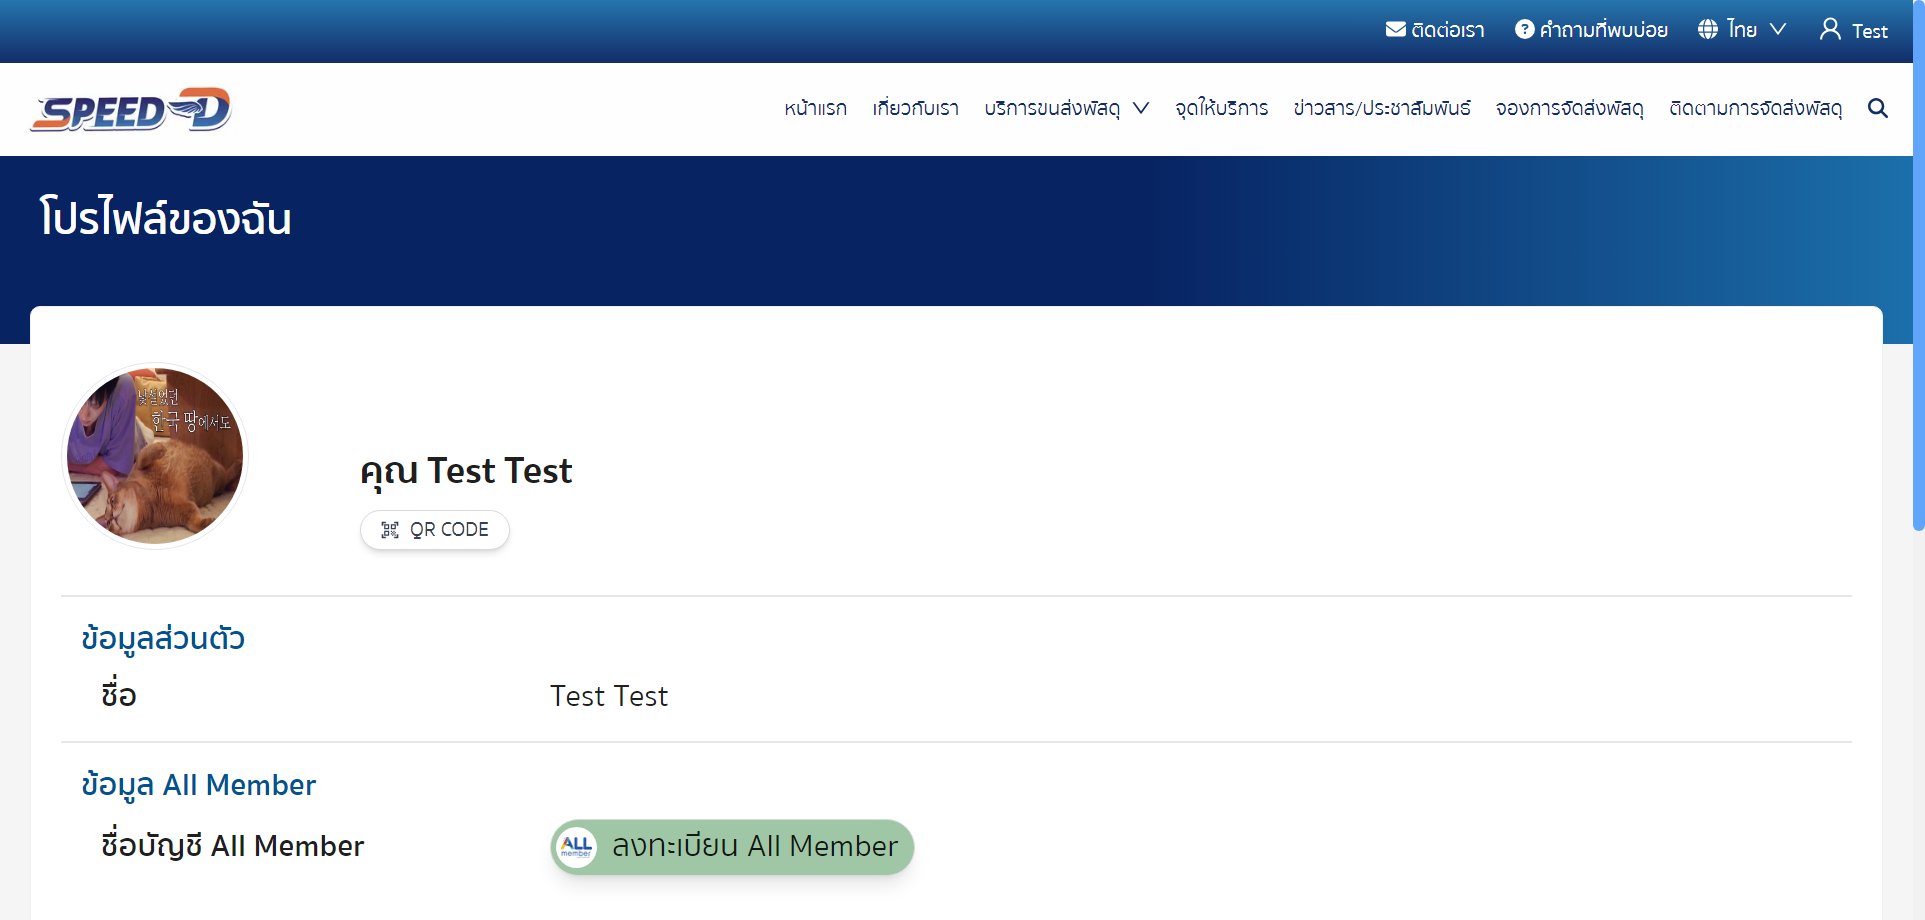 ติดต่อเรา
คำถามที่พบบ่อย
ไทย
Test
SPEED-D
หน้าแรก
เกี่ยวกับเรา
บริการขนส่งพัสดุ
จุดให้บริการ
ข่าวสาร/ประชาสัมพันธ์
จองการจัดส่งพัสดุ
ติดตามการจัดส่งพัสดุ
โปรไฟล์ของฉัน
낯설었던
한국 땅에서도
คุณ Test Test
QR CODE
ข้อมูลส่วนตัว
ชื่อ
Test Test
ข้อมูล All Member
ชื่อบัญชี All Member
ALL
member
ลงทะเบียน All Member